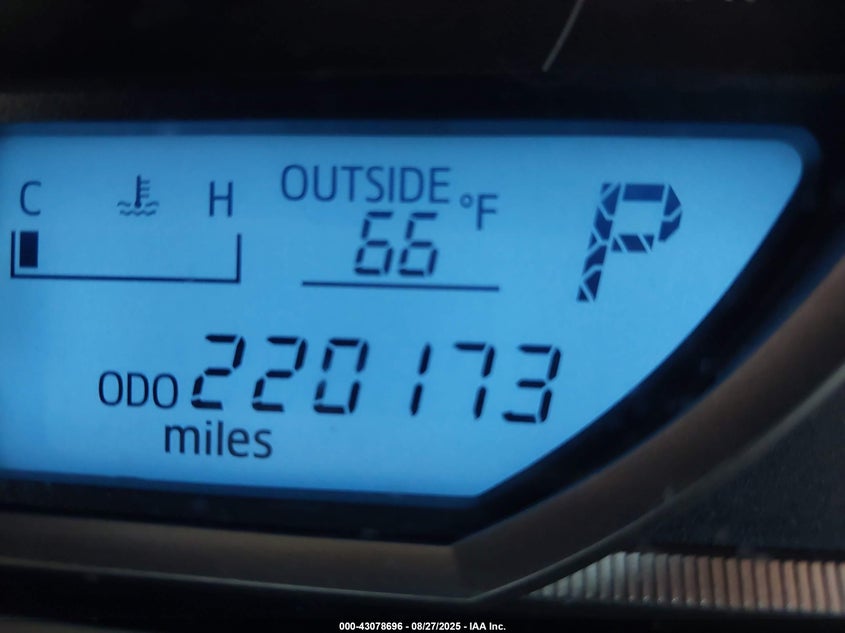 C H OUTSIDE °F P
66
ODO 220173
miles
000-43078696 - 08/27/2025 - IAA Inc.